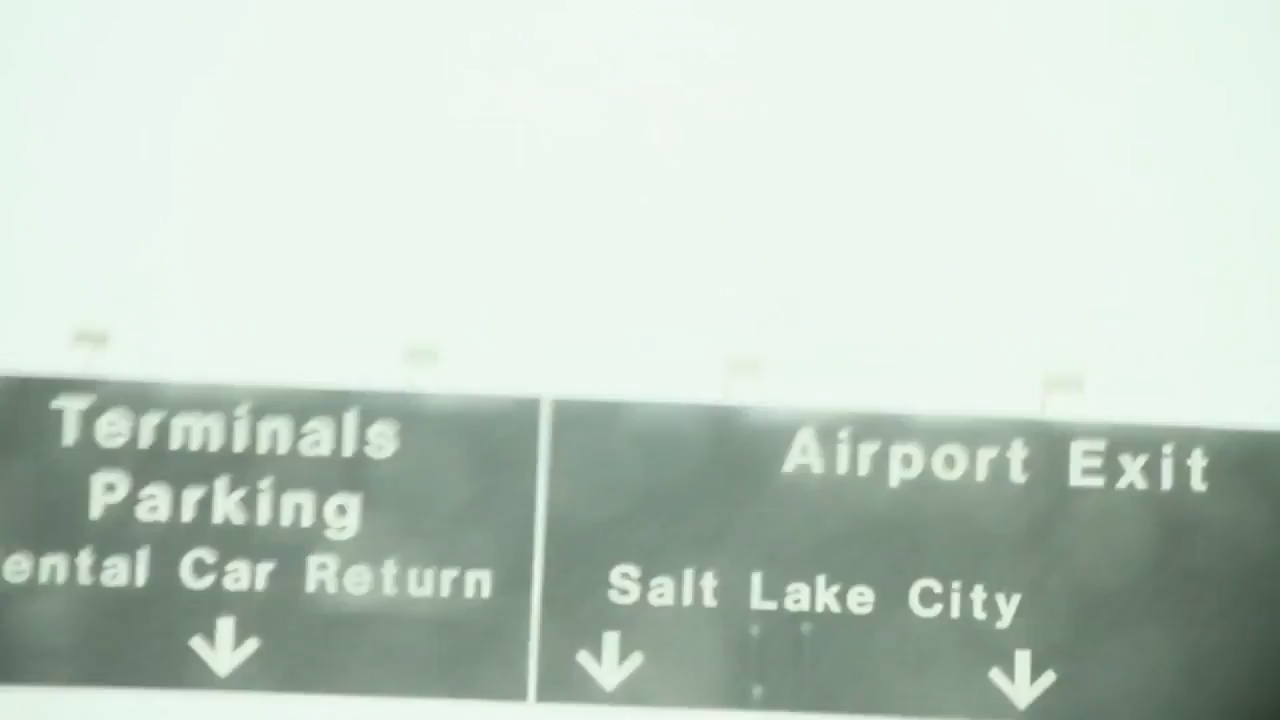 Terminals
Parking
ental Car Return
Airport Exit
Salt Lake City